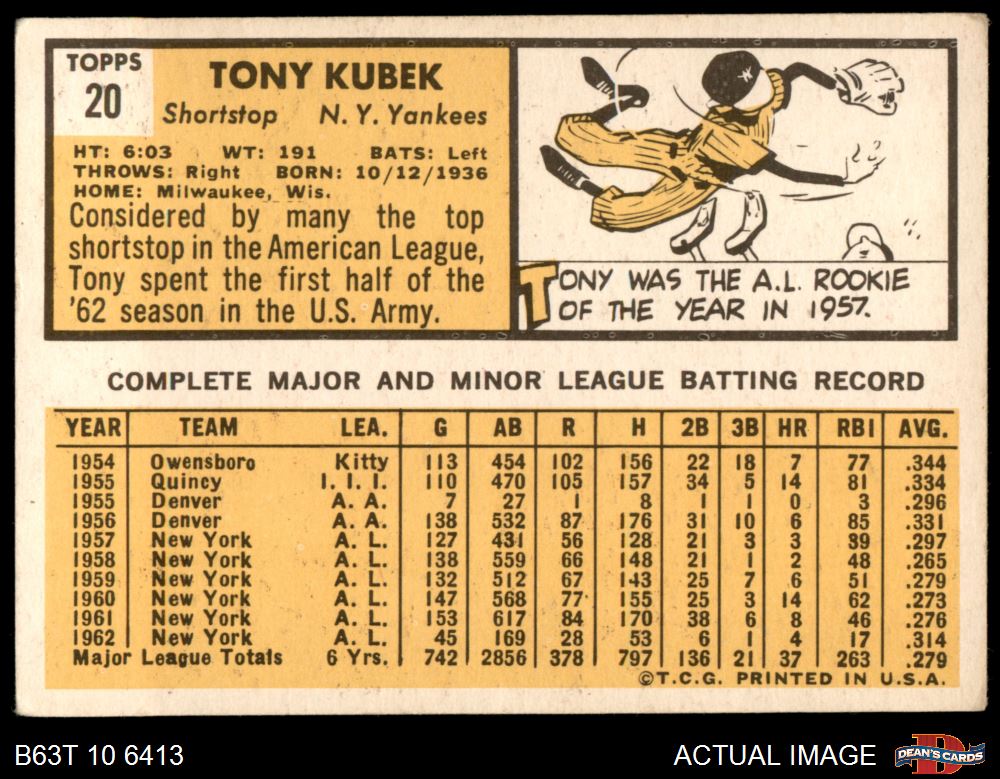 TOPPS
20
TONY KUBEK
Shortstop N. Y. Yankees
HT: 6:03 WT: 191 BATS: Left
THROWS: Right BORN: 10/12/1936
HOME: Milwaukee, Wis.
Considered by many the top
shortstop in the American League,
Tony spent the first half of the
'62 season in the U.S. Army.
TONY WAS THE A.L. ROOKIE
OF THE YEAR IN 1957.
COMPLETE MAJOR AND MINOR LEAGUE BATTING RECORD
YEAR TEAM LEA. G AB R H 2B 3B HR RBI AVG.
1954 Owensboro Kitty 113 454 102 156 22 18 7 77 .344
1955 Quincy I. I. I. 110 470 105 157 34 5 14 81 .334
1955 Denver A. A. 7 27 1 8 1 1 0 3 .296
1956 Denver A. A. 138 532 87 176 31 10 6 85 .331
1957 New York A. L. 127 431 56 128 21 3 3 39 .297
1958 New York A. L. 138 559 66 148 21 1 2 48 .265
1959 New York A. L. 132 512 67 143 25 7 6 51 .279
1960 New York A. L. 147 568 77 155 25 3 14 62 .273
1961 New York A. L. 153 617 84 170 38 6 8 46 .276
1962 New York A. L. 45 169 28 53 6 1 4 17 .314
Major League Totals 6 Yrs. 742 2856 378 797 136 21 37 263 .279
©T.C.G. PRINTED IN U.S.A.
B63T 10 6413 ACTUAL IMAGE
D
DEAN'S CARDS